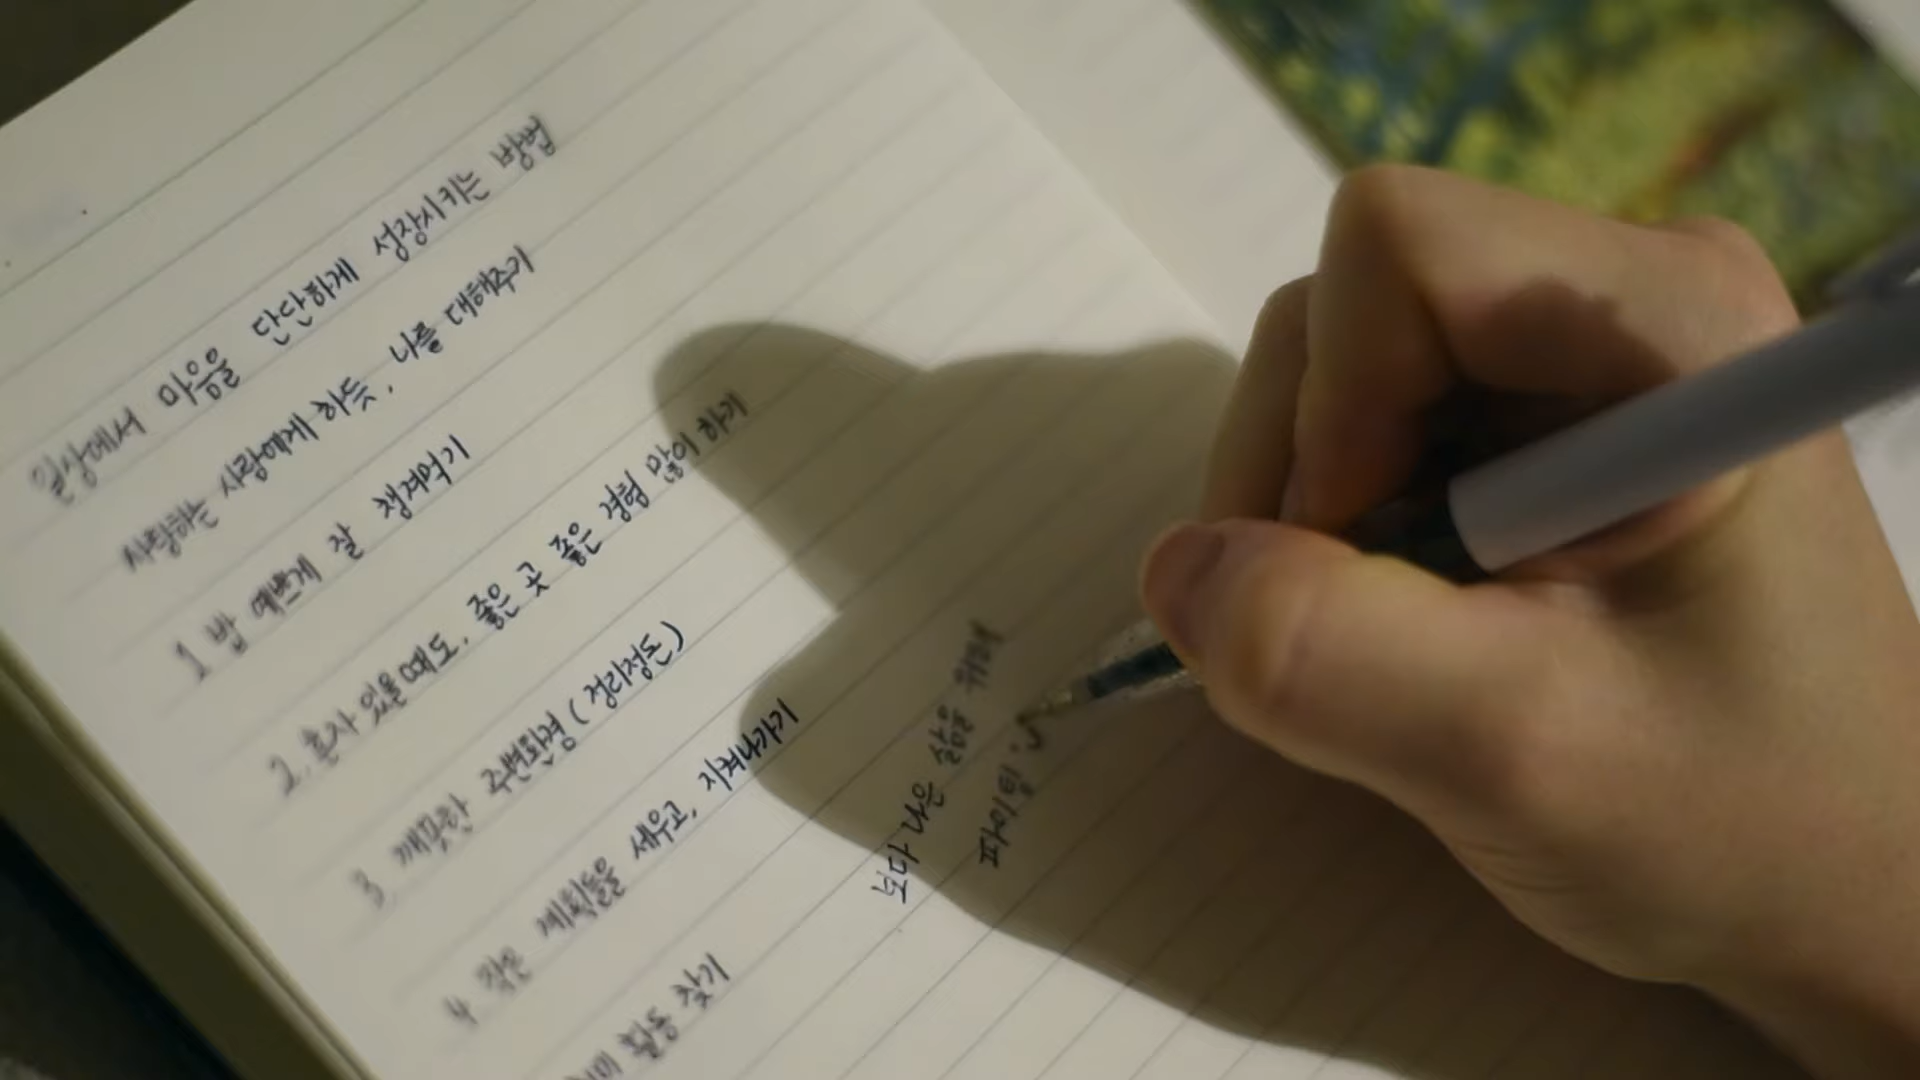 일상에서 마음을 단단하게 성장시키는 방법
사랑하는 사람에게 하듯, 나를 대해주기
1 밥 예쁘게 잘 챙겨먹기
2. 혼자 있을때도, 좋은 곳 좋은 경험 많이 하기
3. 깨끗한 주변환경 (정리정돈)
4 작은 계획들을 세우고, 지켜나가기
활동 찾기
보다 나은 삶을 위해
파이팅